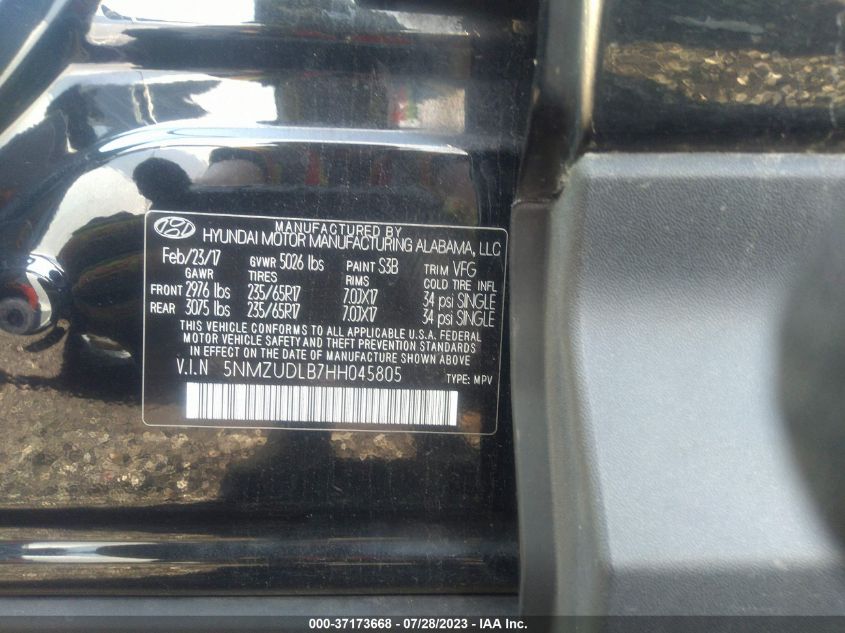 MANUFACTURED BY
HYUNDAI MOTOR MANUFACTURING ALABAMA, LLC
Feb/23/17 GVWR 5026 lbs PAINT S3B TRIM VFG
GAWR TIRES RIMS COLD TIRE INFL
FRONT 2976 lbs 235/65R17 7.0JX17 34 psi SINGLE
REAR 3075 lbs 235/65R17 7.0JX17 34 psi SINGLE
THIS VEHICLE CONFORMS TO ALL APPLICABLE U.S.A. FEDERAL
MOTOR VEHICLE SAFETY AND THEFT PREVENTION STANDARDS
IN EFFECT ON THE DATE OF MANUFACTURE SHOWN ABOVE
V.I.N 5NMZUDLB7HH045805 TYPE: MPV
000-37173668 / 07/28/2023 - IAA Inc.